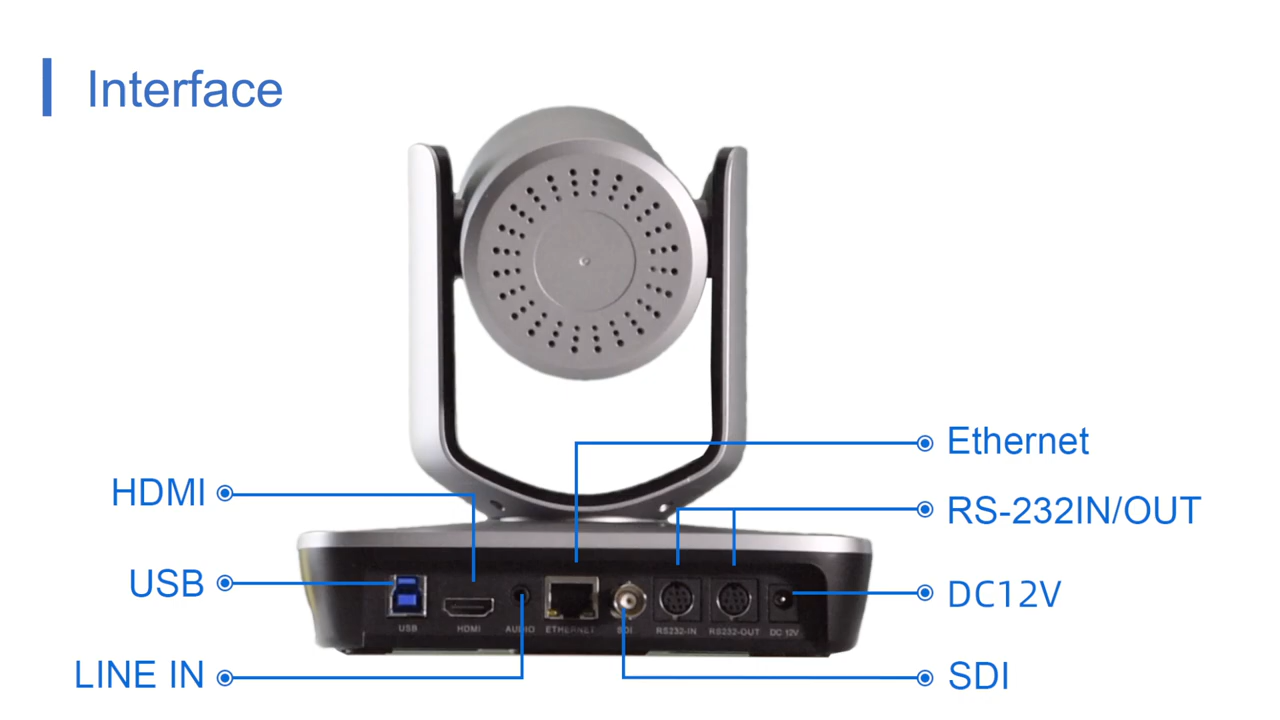 Interface
Ethernet
HDMI
RS-232IN/OUT
USB
DC12V
LINE IN
SDI
USB HDMI AUDIO ETHERNET SDI RS232-IN RS232-OUT DC 12V